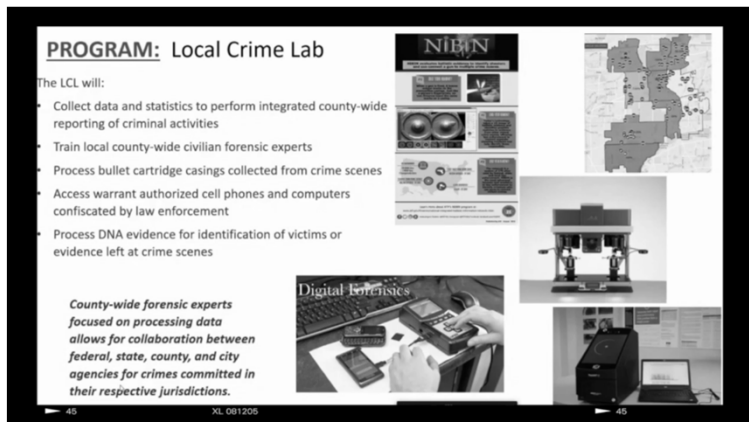 PROGRAM: Local Crime Lab
The LCL will:
• Collect data and statistics to perform integrated county-wide
reporting of criminal activities
• Train local county-wide civilian forensic experts
• Process bullet cartridge casings collected from crime scenes
• Access warrant authorized cell phones and computers
confiscated by law enforcement
• Process DNA evidence for identification of victims or
evidence left at crime scenes
County-wide forensic experts
focused on processing data
allows for collaboration between
federal, state, county, and city
agencies for crimes committed in
their respective jurisdictions.
NIBIN
Digital Forensics
45
XL 081205
45